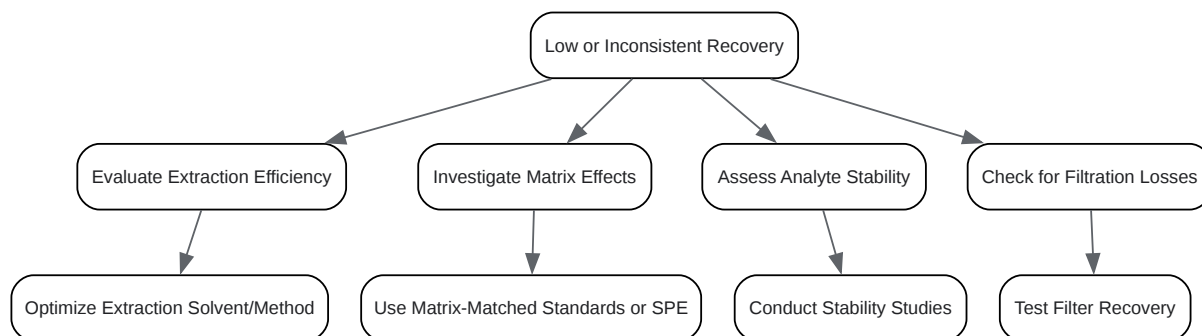 Low or Inconsistent Recovery
Evaluate Extraction Efficiency
Investigate Matrix Effects
Assess Analyte Stability
Check for Filtration Losses
Optimize Extraction Solvent/Method
Use Matrix-Matched Standards or SPE
Conduct Stability Studies
Test Filter Recovery